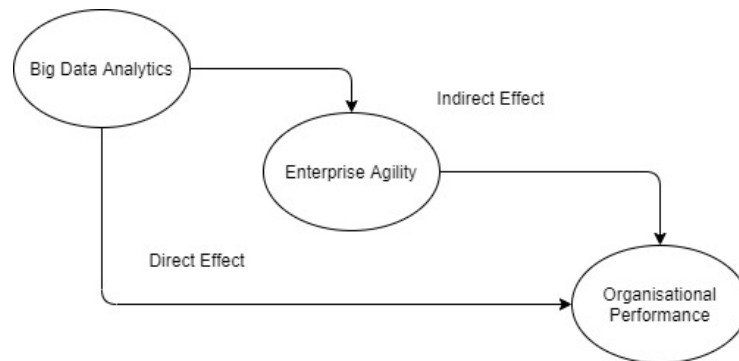 Big Data Analytics
Indirect Effect
Enterprise Agility
Direct Effect
Organisational
Performance